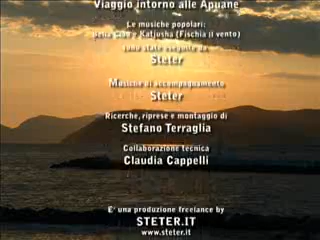 Viaggio intorno alle Apuane
Le musiche popolari:
Bella Ciao e Katjusha (Fischia il vento)
sono state eseguite da
Steter
Musiche di accompagnamento
Steter
Ricerche, riprese e montaggio di
Stefano Terraglia
Collaborazione tecnica
Claudia Cappelli
E' una produzione freelance by
STETER.IT
www.steter.it